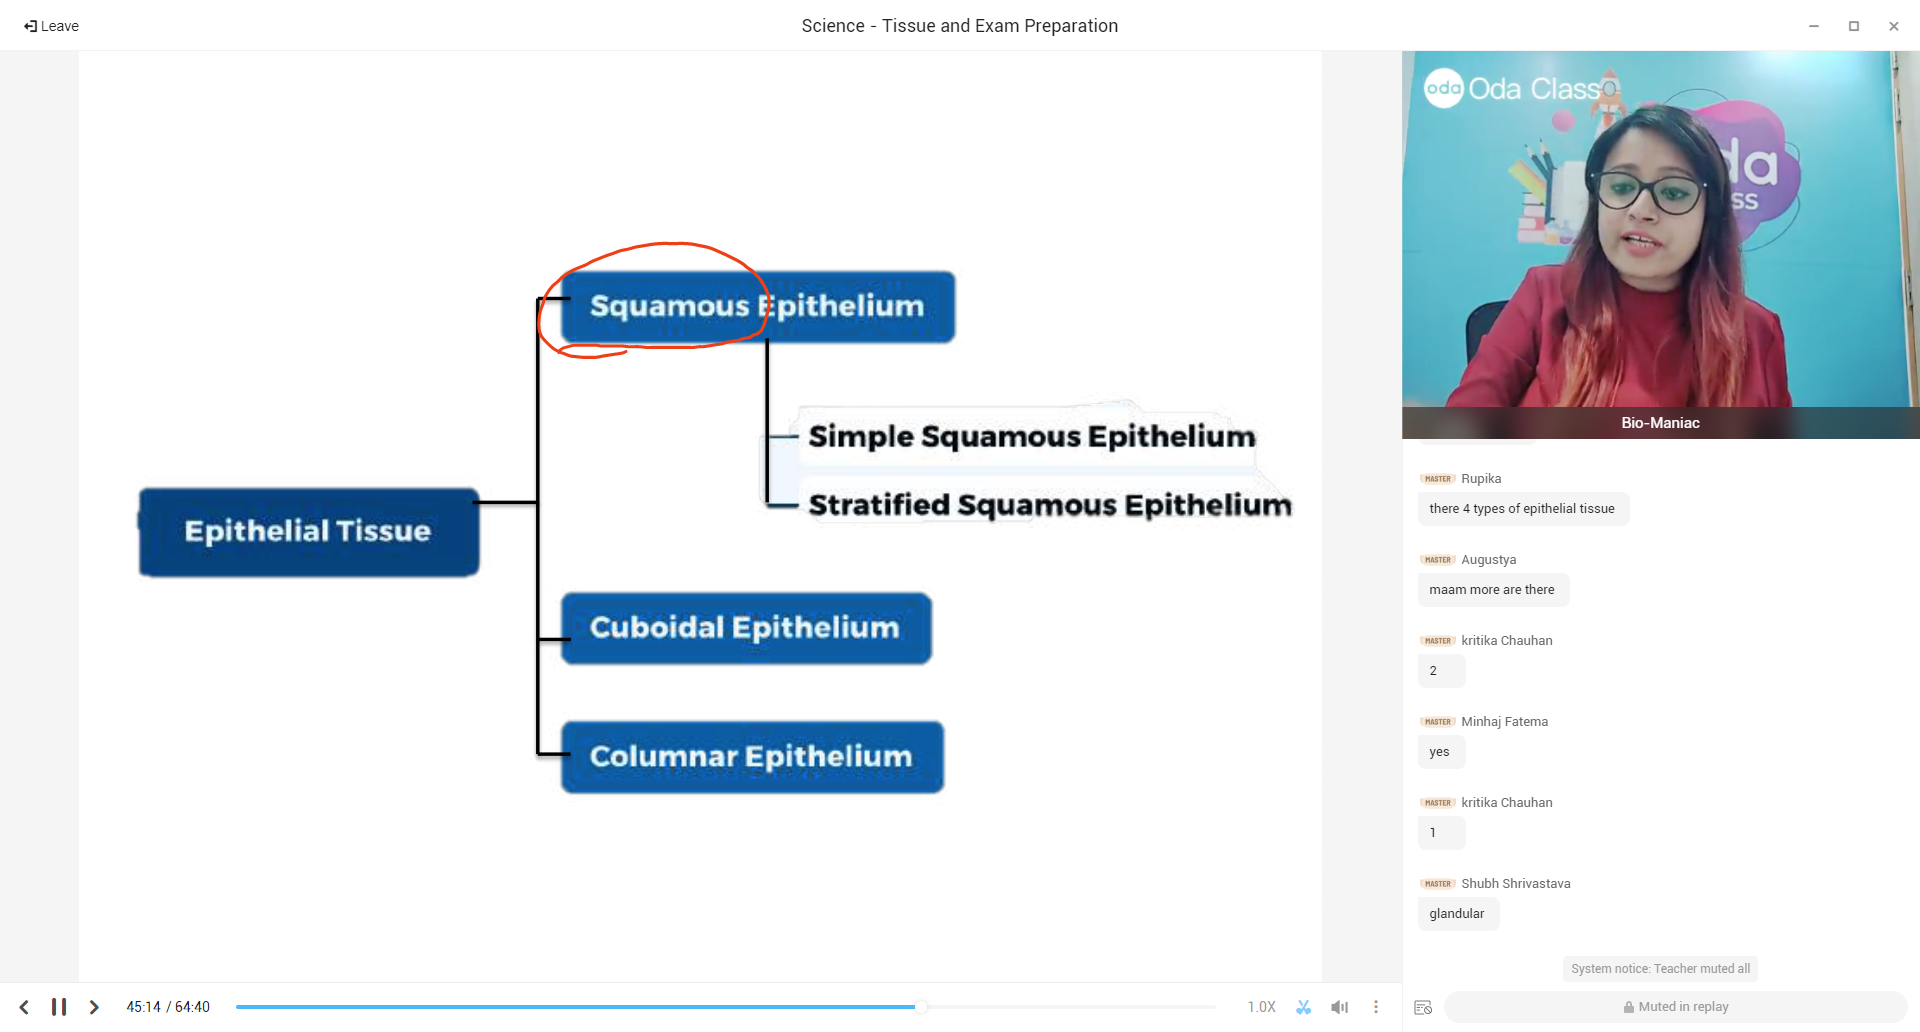 Leave
Science - Tissue and Exam Preparation
Squamous Epithelium
Simple Squamous Epithelium
Stratified Squamous Epithelium
Epithelial Tissue
Cuboidal Epithelium
Columnar Epithelium
oda Oda Class
Bio-Maniac
MASTER Rupika
there 4 types of epithelial tissue
MASTER Augustya
maam more are there
MASTER kritika Chauhan
2
MASTER Minhaj Fatema
yes
MASTER kritika Chauhan
1
MASTER Shubh Shrivastava
glandular
System notice: Teacher muted all
45:14 / 64:40
1.0X
Muted in replay